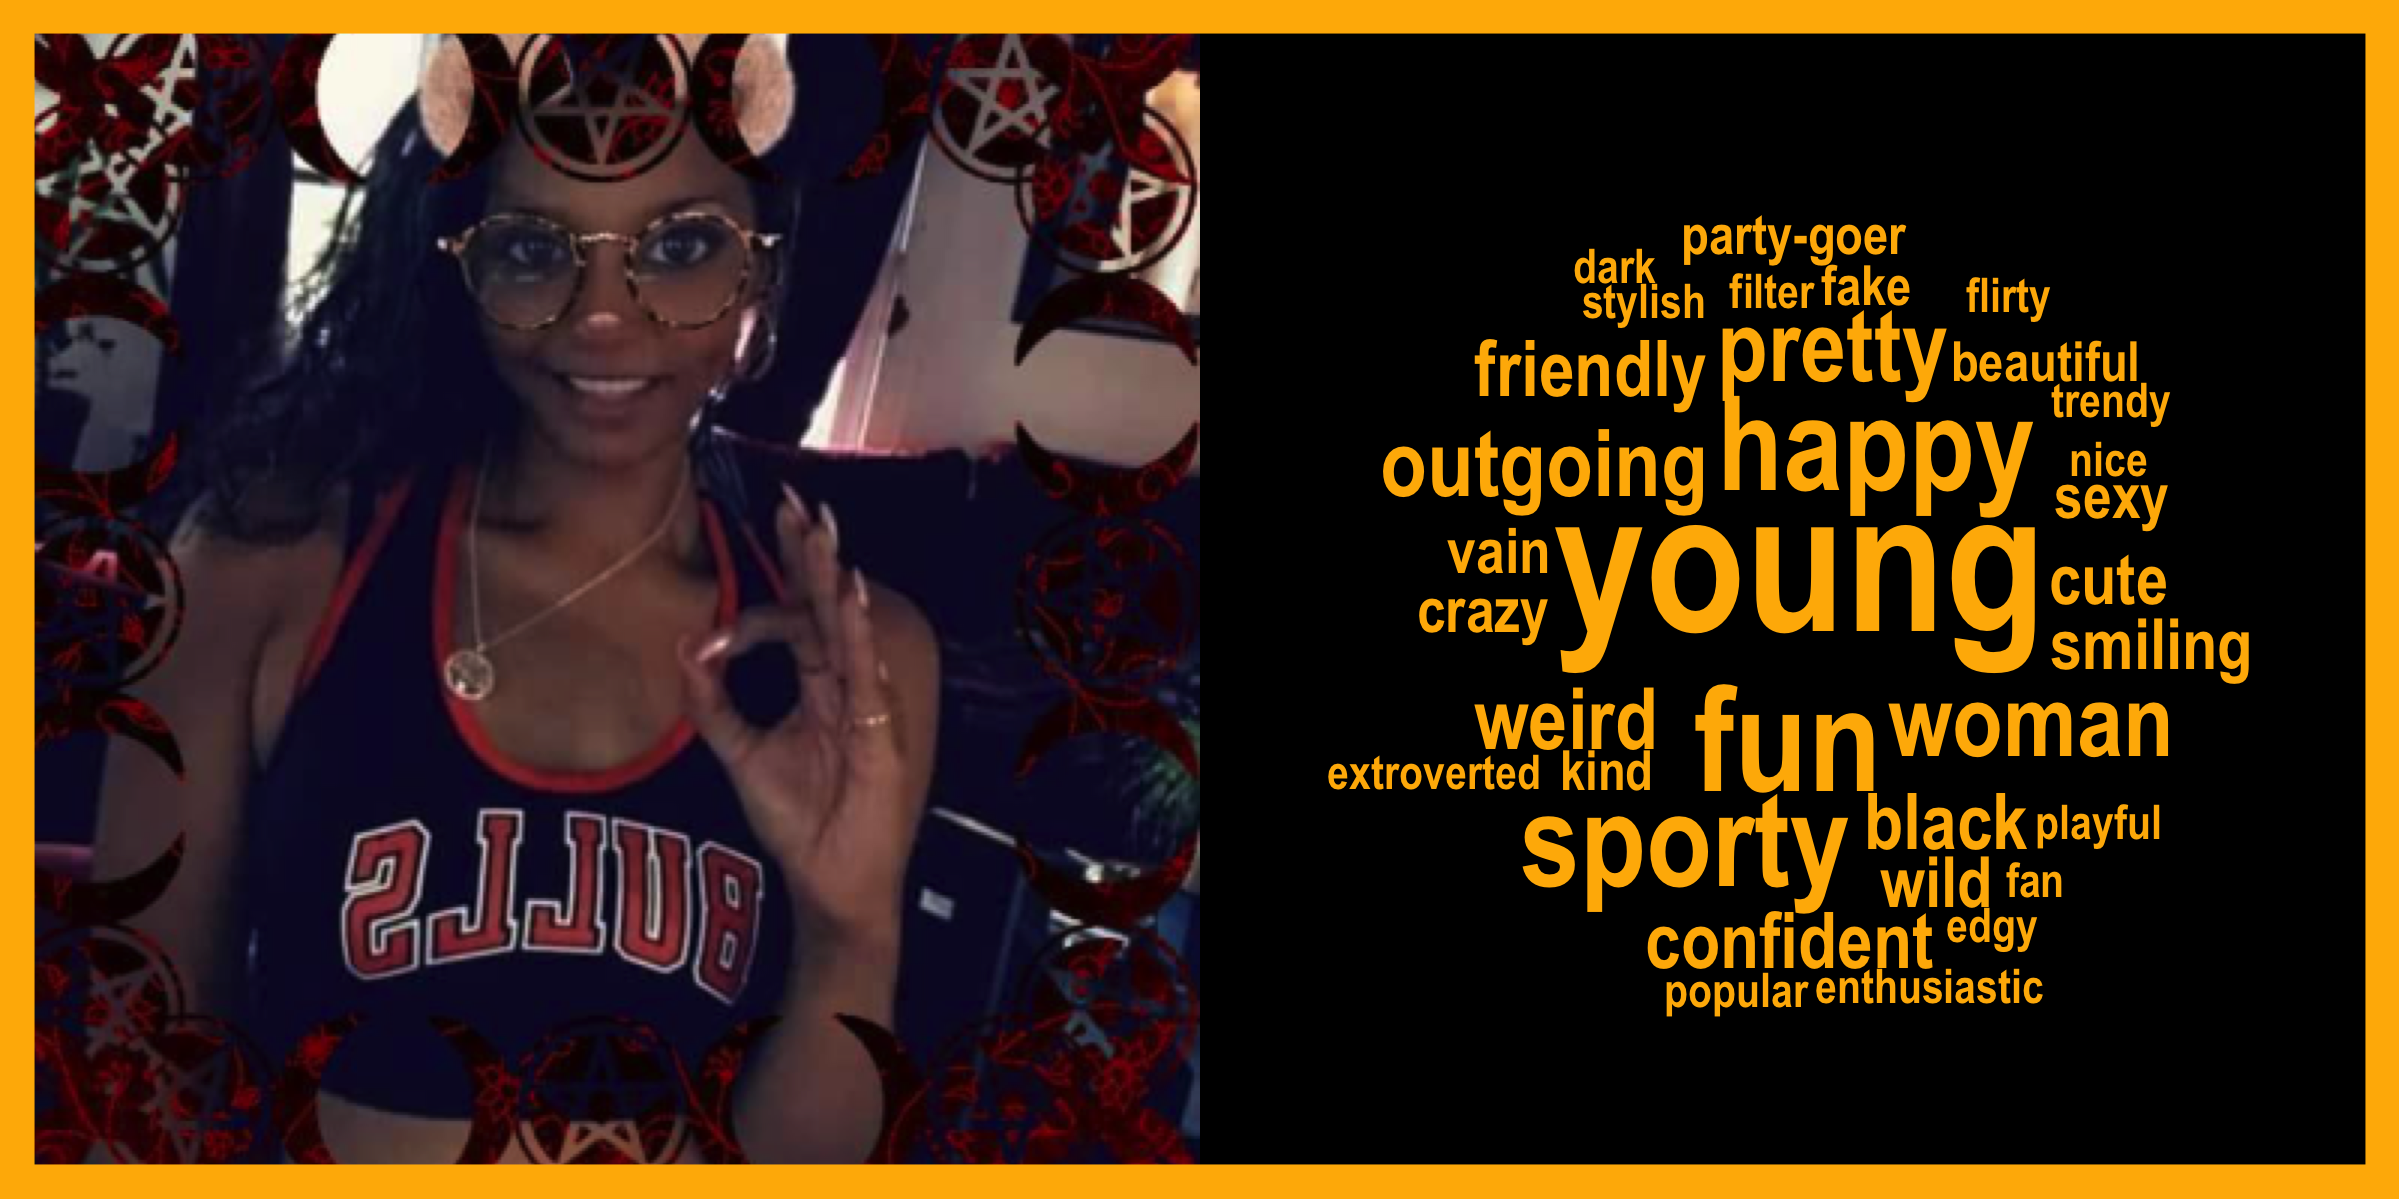 BULLS
party-goer
dark
stylish filter fake flirty
friendly pretty beautiful
trendy
outgoing happy nice
sexy
vain young cute
crazy smiling
weird fun woman
extroverted kind
sporty black playful
wild fan
confident edgy
popular enthusiastic